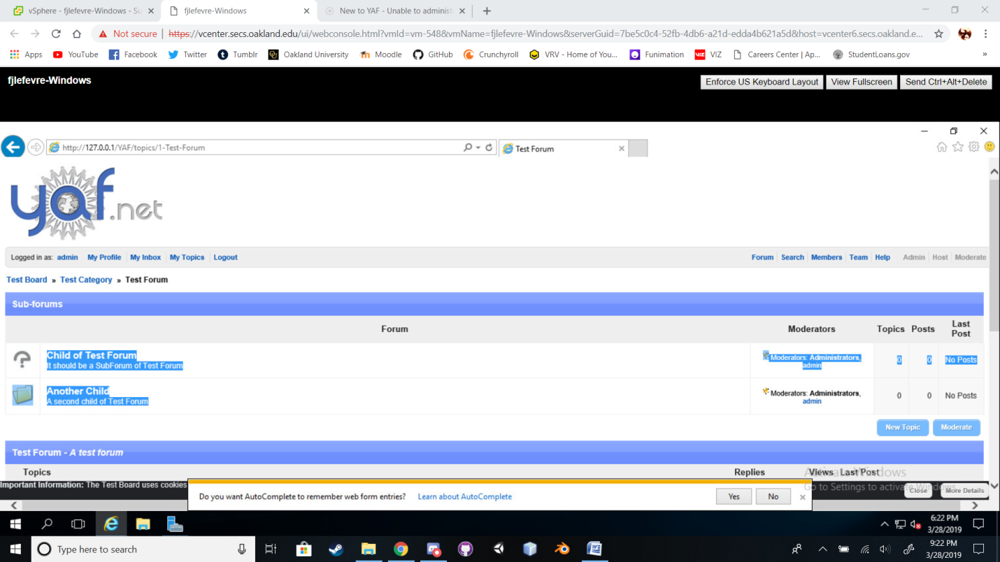 vSphere - fjlefevre-Windows - Su
fjlefevre-Windows
New to YAF - Unable to administ
Not secure | https://vcenter.secs.oakland.edu/ui/webconsole.html?vmId=vm-548&vmName=fjlefevre-Windows&serverGuid=7be5c0c4-52fb-4db6-a21d-edda4b621a5d&host=vcenter6.secs.oakland.e...
Apps YouTube Facebook Twitter Tumblr Oakland University Moodle GitHub Crunchyroll VRV - Home of You... Funimation VIZ Careers Center | Ap... StudentLoans.gov »
fjlefevre-Windows
Enforce US Keyboard Layout View Fullscreen Send Ctrl+Alt+Delete
http://127.0.0.1/YAF/topics/1-Test-Forum
Test Forum
yaf.net
Logged in as: admin My Profile My Inbox My Topics Logout
Forum Search Members Team Help Admin Host Moderate
Test Board » Test Category » Test Forum
Sub-forums
Forum Moderators Topics Posts Last
Post
Child of Test Forum
It should be a SubForum of Test Forum
Moderators: Administrators,
admin
0 0 No Posts
Another Child
A second child of Test Forum
Moderators: Administrators,
admin
0 0 No Posts
New Topic Moderate
Test Forum - A test forum
Topics Replies Views Last Post
Activate Windows
Go to Settings to activate Windows.
Important Information: The Test Board uses cookies
Close More Details
Do you want AutoComplete to remember web form entries? Learn about AutoComplete Yes No
6:22 PM
3/28/2019
Type here to search
9:22 PM
3/28/2019